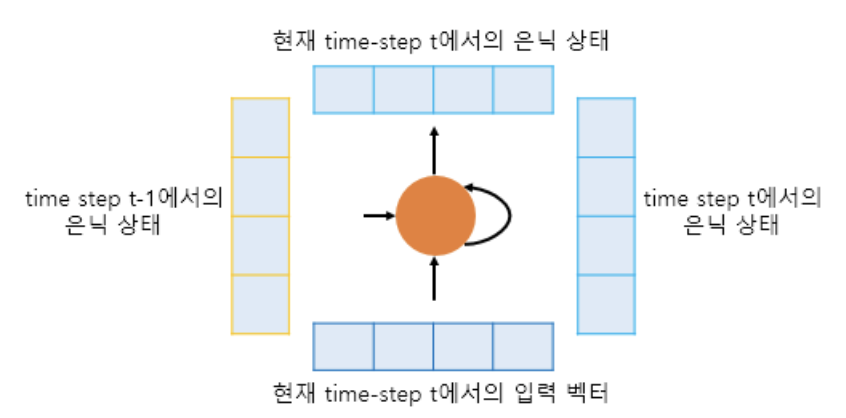 현재 time-step t에서의 은닉 상태
time step t-1에서의
은닉 상태
time step t에서의
은닉 상태
현재 time-step t에서의 입력 벡터